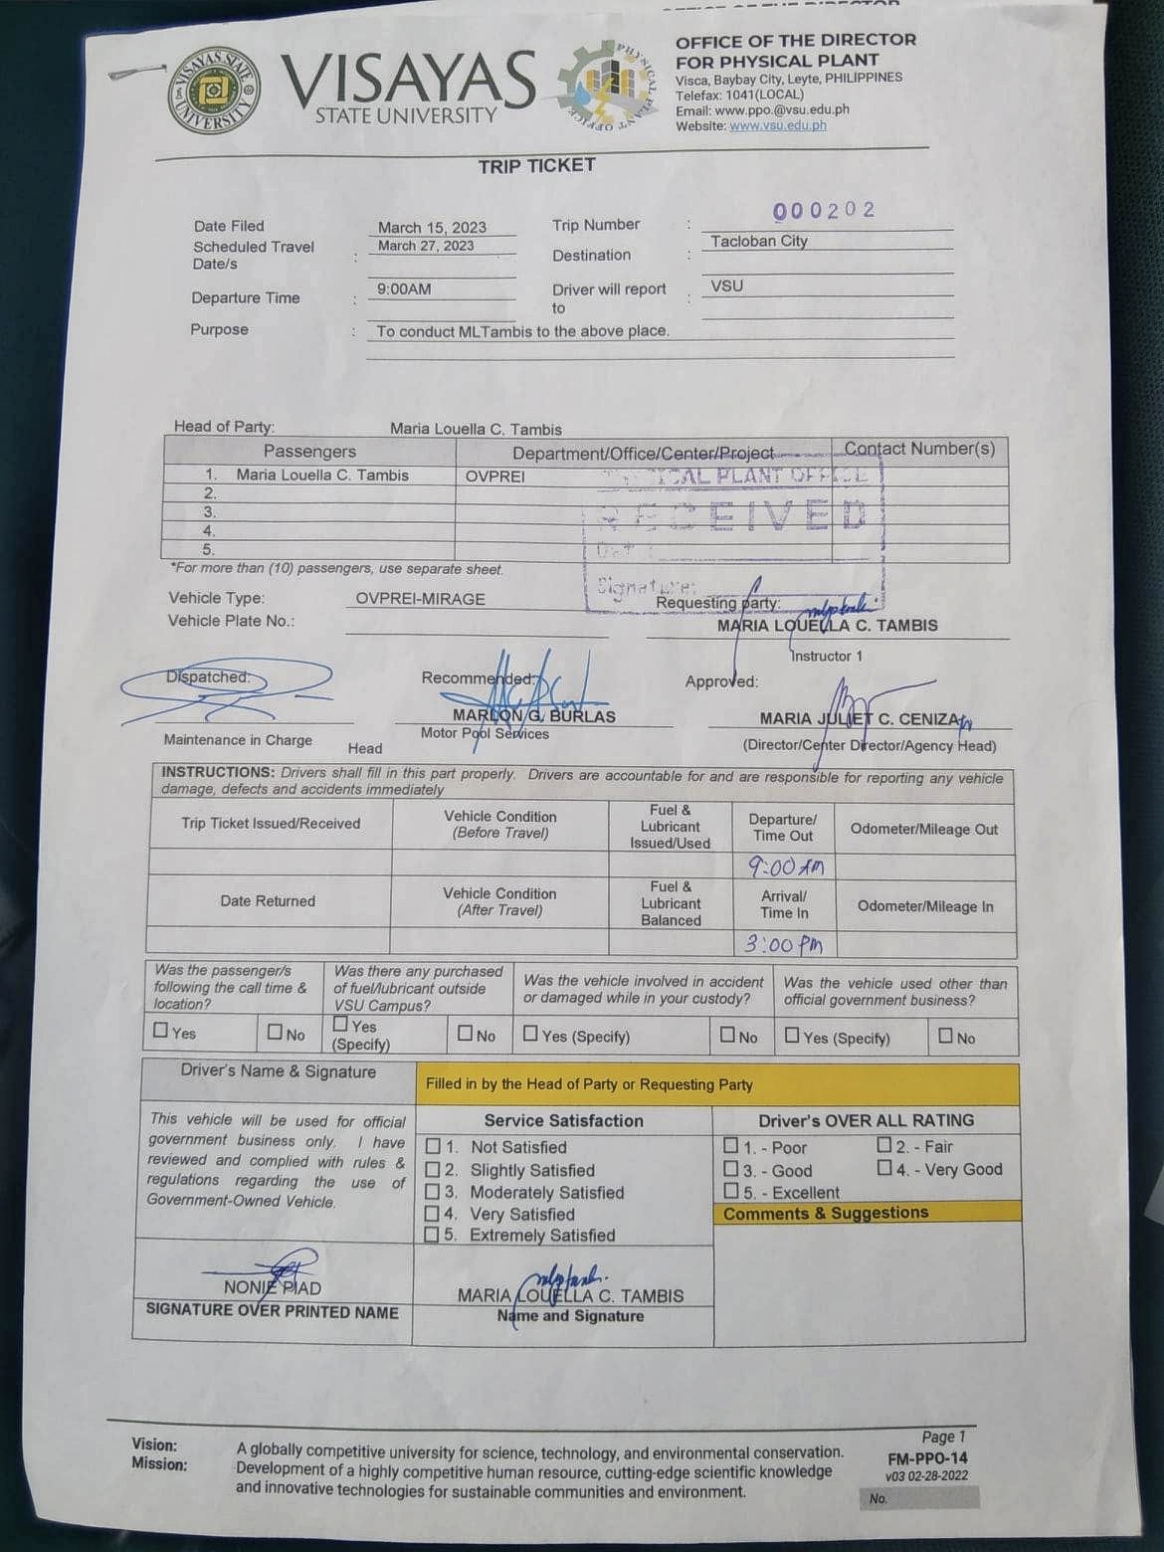 VISAYAS STATE UNIVERSITY
VISAYAS
STATE UNIVERSITY
PHYSICAL PLANT OFFICE
OFFICE OF THE DIRECTOR
FOR PHYSICAL PLANT
Visca, Baybay City, Leyte, PHILIPPINES
Telefax: 1041(LOCAL)
Email: www.ppo.@vsu.edu.ph
Website: www.vsu.edu.ph
TRIP TICKET
000202
Date Filed March 15, 2023 Trip Number :
Scheduled Travel Date/s : March 27, 2023 Destination : Tacloban City
Departure Time : 9:00AM Driver will report to : VSU
Purpose : To conduct MLTambis to the above place.
Head of Party: Maria Louella C. Tambis
Passengers Department/Office/Center/Project Contact Number(s)
1. Maria Louella C. Tambis OVPREI
2.
3.
4.
5.
PLANT OFFICE
RECEIVED
Signature:
*For more than (10) passengers, use separate sheet.
Vehicle Type: OVPREI-MIRAGE Requesting party:
Vehicle Plate No.: MARIA LOUELLA C. TAMBIS
Instructor 1
Dispatched: Recommended: Approved:
MARLON G. BURLAS MARIA JULIET C. CENIZA
Maintenance in Charge Head Motor Pool Services (Director/Center Director/Agency Head)
INSTRUCTIONS: Drivers shall fill in this part properly. Drivers are accountable for and are responsible for reporting any vehicle
damage, defects and accidents immediately
Trip Ticket Issued/Received Vehicle Condition (Before Travel) Fuel & Lubricant Issued/Used Departure/ Time Out Odometer/Mileage Out
9:00 AM
Date Returned Vehicle Condition (After Travel) Fuel & Lubricant Balanced Arrival/ Time In Odometer/Mileage In
3:00 PM
Was the passenger/s following the call time & location? Was there any purchased of fuel/lubricant outside VSU Campus? Was the vehicle involved in accident or damaged while in your custody? Was the vehicle used other than official government business?
☐ Yes ☐ No ☐ Yes (Specify) ☐ No ☐ Yes (Specify) ☐ No ☐ Yes (Specify) ☐ No
Driver's Name & Signature Filled in by the Head of Party or Requesting Party
This vehicle will be used for official
government business only. I have
reviewed and complied with rules &
regulations regarding the use of
Government-Owned Vehicle.
Service Satisfaction
☐ 1. Not Satisfied
☐ 2. Slightly Satisfied
☐ 3. Moderately Satisfied
☐ 4. Very Satisfied
☐ 5. Extremely Satisfied
Driver's OVER ALL RATING
☐ 1. - Poor ☐ 2. - Fair
☐ 3. - Good ☐ 4. - Very Good
☐ 5. - Excellent
Comments & Suggestions
NONIE PIAD
SIGNATURE OVER PRINTED NAME
MARIA LOUELLA C. TAMBIS
Name and Signature
Vision: A globally competitive university for science, technology, and environmental conservation.
Mission: Development of a highly competitive human resource, cutting-edge scientific knowledge
and innovative technologies for sustainable communities and environment.
Page 1
FM-PPO-14
v03 02-28-2022
No.